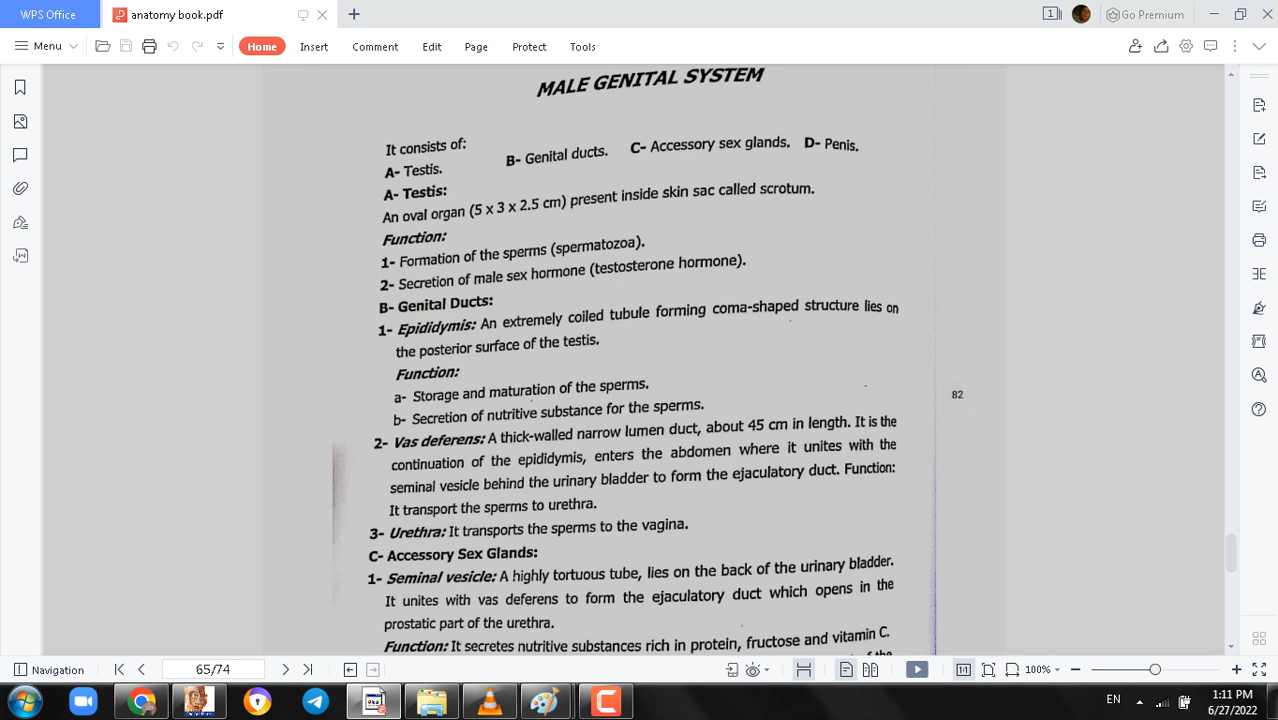 WPS Office
anatomy book.pdf
1
Go Premium
Menu
Home
Insert
Comment
Edit
Page
Protect
Tools
MALE GENITAL SYSTEM
It consists of:
A- Testis. B- Genital ducts. C- Accessory sex glands. D- Penis.
A- Testis:
An oval organ (5 x 3 x 2.5 cm) present inside skin sac called scrotum.
Function:
1- Formation of the sperms (spermatozoa).
2- Secretion of male sex hormone (testosterone hormone).
B- Genital Ducts:
1- Epididymis: An extremely coiled tubule forming coma-shaped structure lies on
the posterior surface of the testis.
Function:
a- Storage and maturation of the sperms.
b- Secretion of nutritive substance for the sperms.
82
2- Vas deferens: A thick-walled narrow lumen duct, about 45 cm in length. It is the
continuation of the epididymis, enters the abdomen where it unites with the
seminal vesicle behind the urinary bladder to form the ejaculatory duct. Function:
It transport the sperms to urethra.
3- Urethra: It transports the sperms to the vagina.
C- Accessory Sex Glands:
1- Seminal vesicle: A highly tortuous tube, lies on the back of the urinary bladder.
It unites with vas deferens to form the ejaculatory duct which opens in the
prostatic part of the urethra.
Function: It secretes nutritive substances rich in protein, fructose and vitamin C.
Navigation
65/74
1:1
100%
EN
1:11 PM
6/27/2022